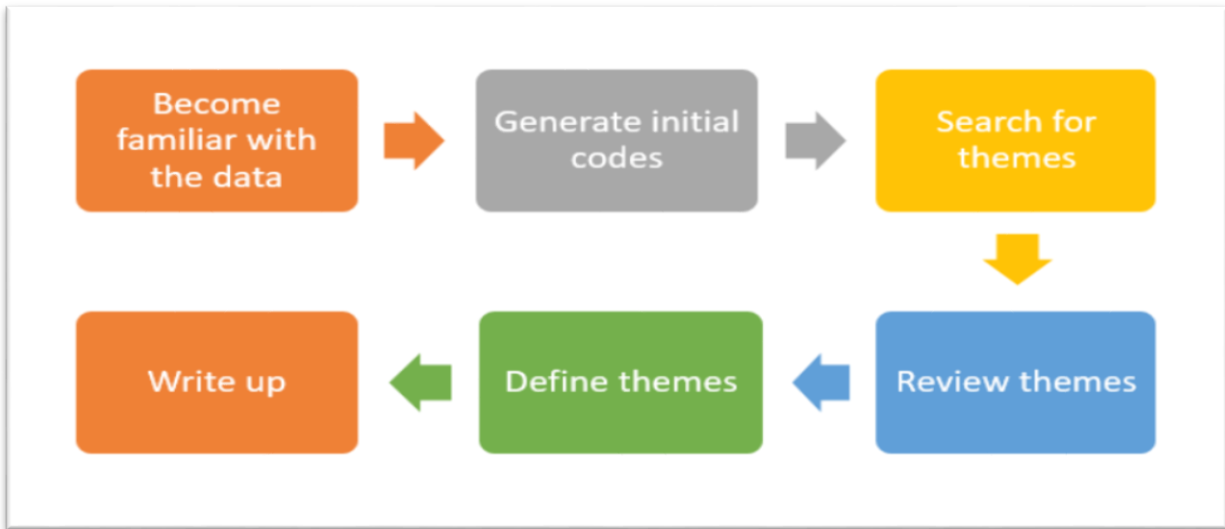 Become
familiar with
the data
Generate initial
codes
Search for
themes
Review themes
Define themes
Write up